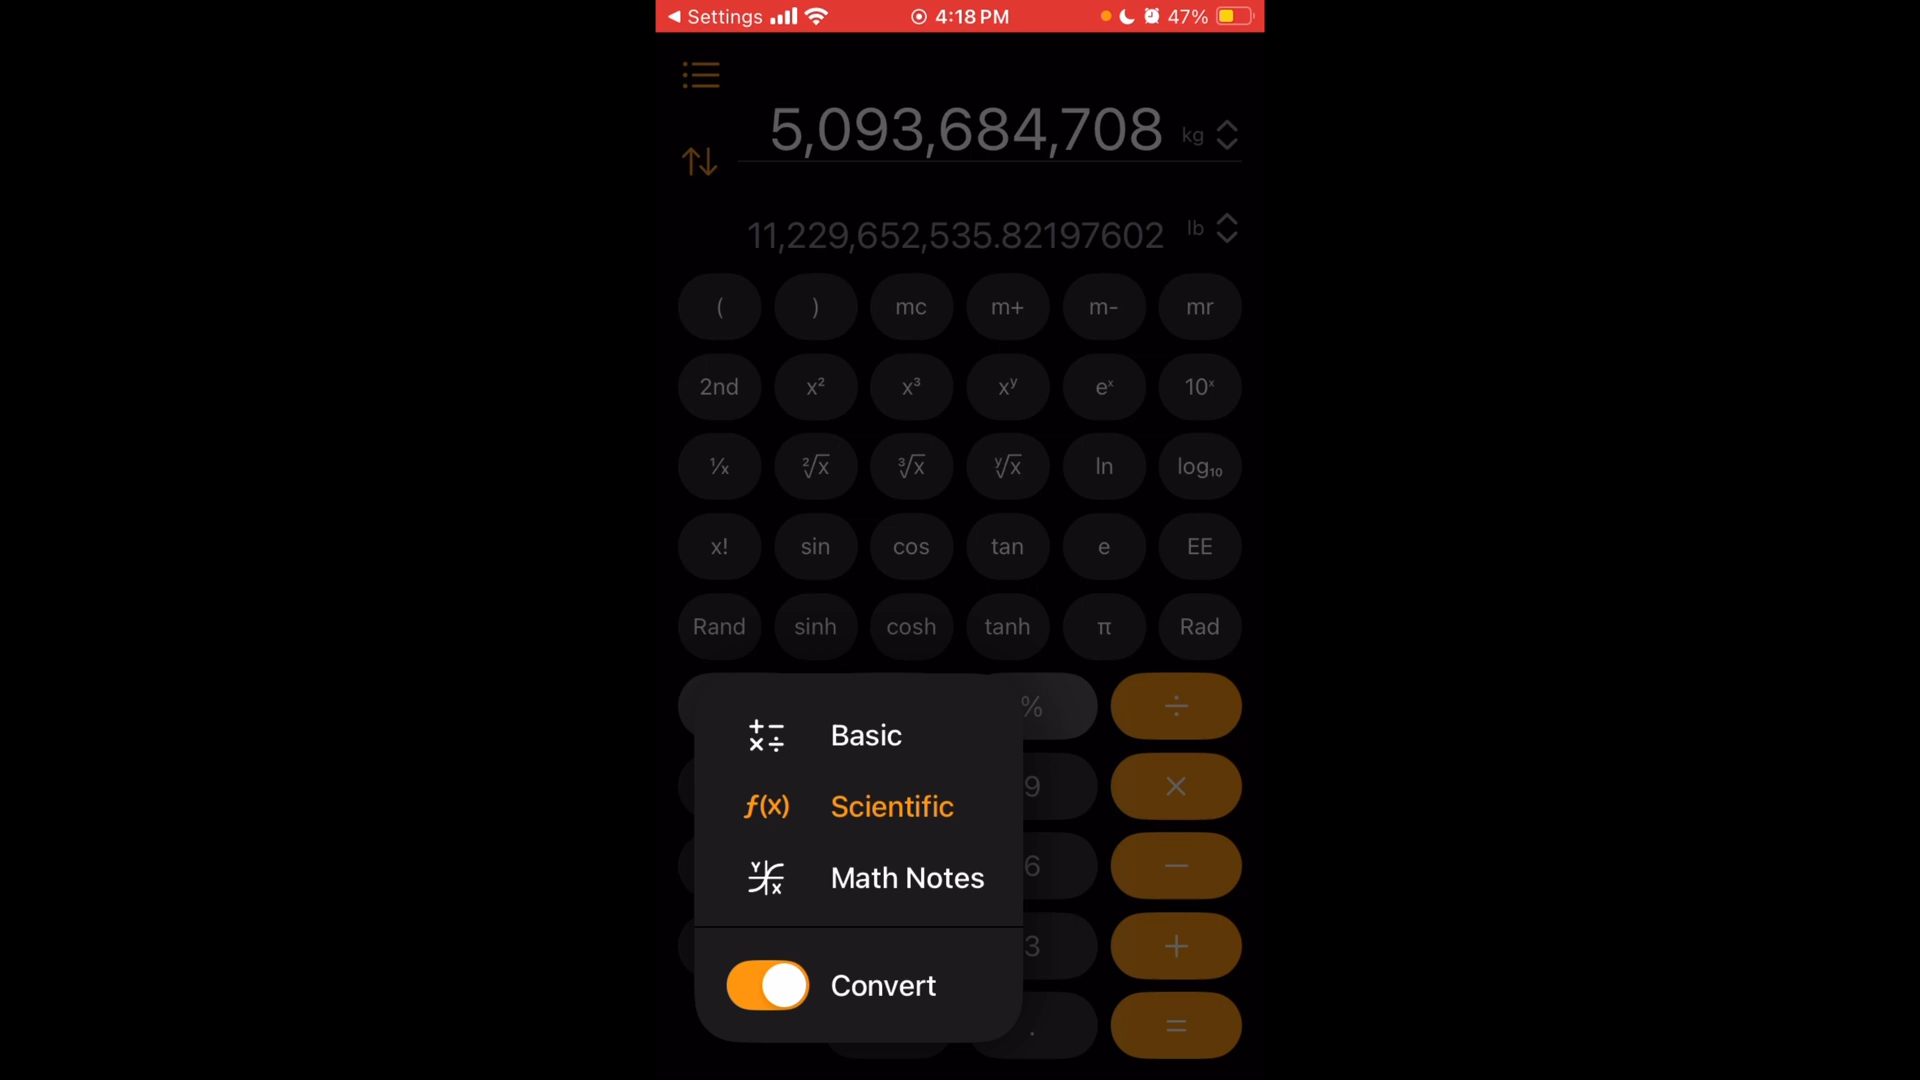 ◀ Settings 4:18 PM 47%
5,093,684,708 kg
11,229,652,535.82197602 lb
( ) mc m+ m- mr
2nd x² x³ xʸ eˣ 10ˣ
¹⁄x ²√x ³√x ʸ√x ln log₁₀
x! sin cos tan e EE
Rand sinh cosh tanh π Rad
% ÷
Basic
9 ×
f(x) Scientific
6 −
Math Notes
3 +
Convert
. =